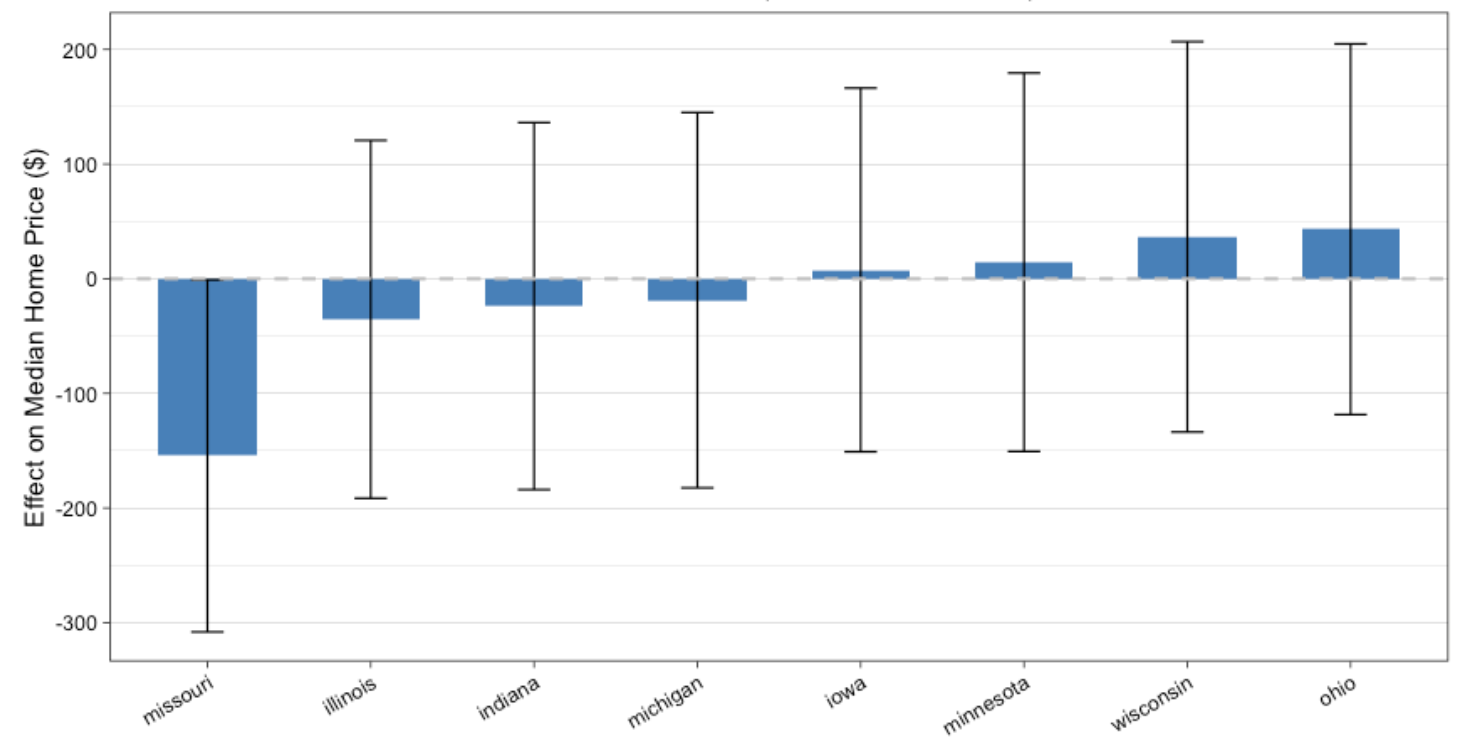 Effect on Median Home Price ($)
200
100
0
-100
-200
-300
missouri
illinois
indiana
michigan
iowa
minnesota
wisconsin
ohio